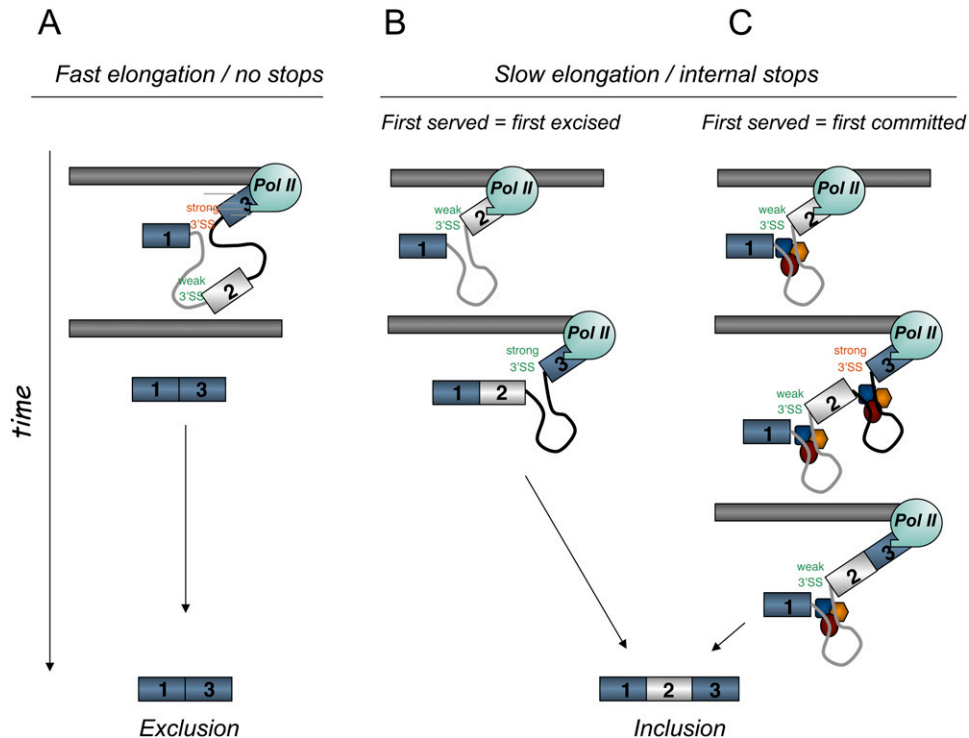 A
B
C
Fast elongation / no stops
Slow elongation / internal stops
First served = first excised
First served = first committed
time
Pol II
3
strong
3'SS
1
weak
3'SS
2
1 3
1 3
Exclusion
Pol II
weak
3'SS
2
1
Pol II
strong
3'SS
3
1 2
Pol II
weak
3'SS
2
1
Pol II
strong
3'SS
3
weak
3'SS
2
1
Pol II
3
weak
3'SS
2
1
1 2 3
Inclusion